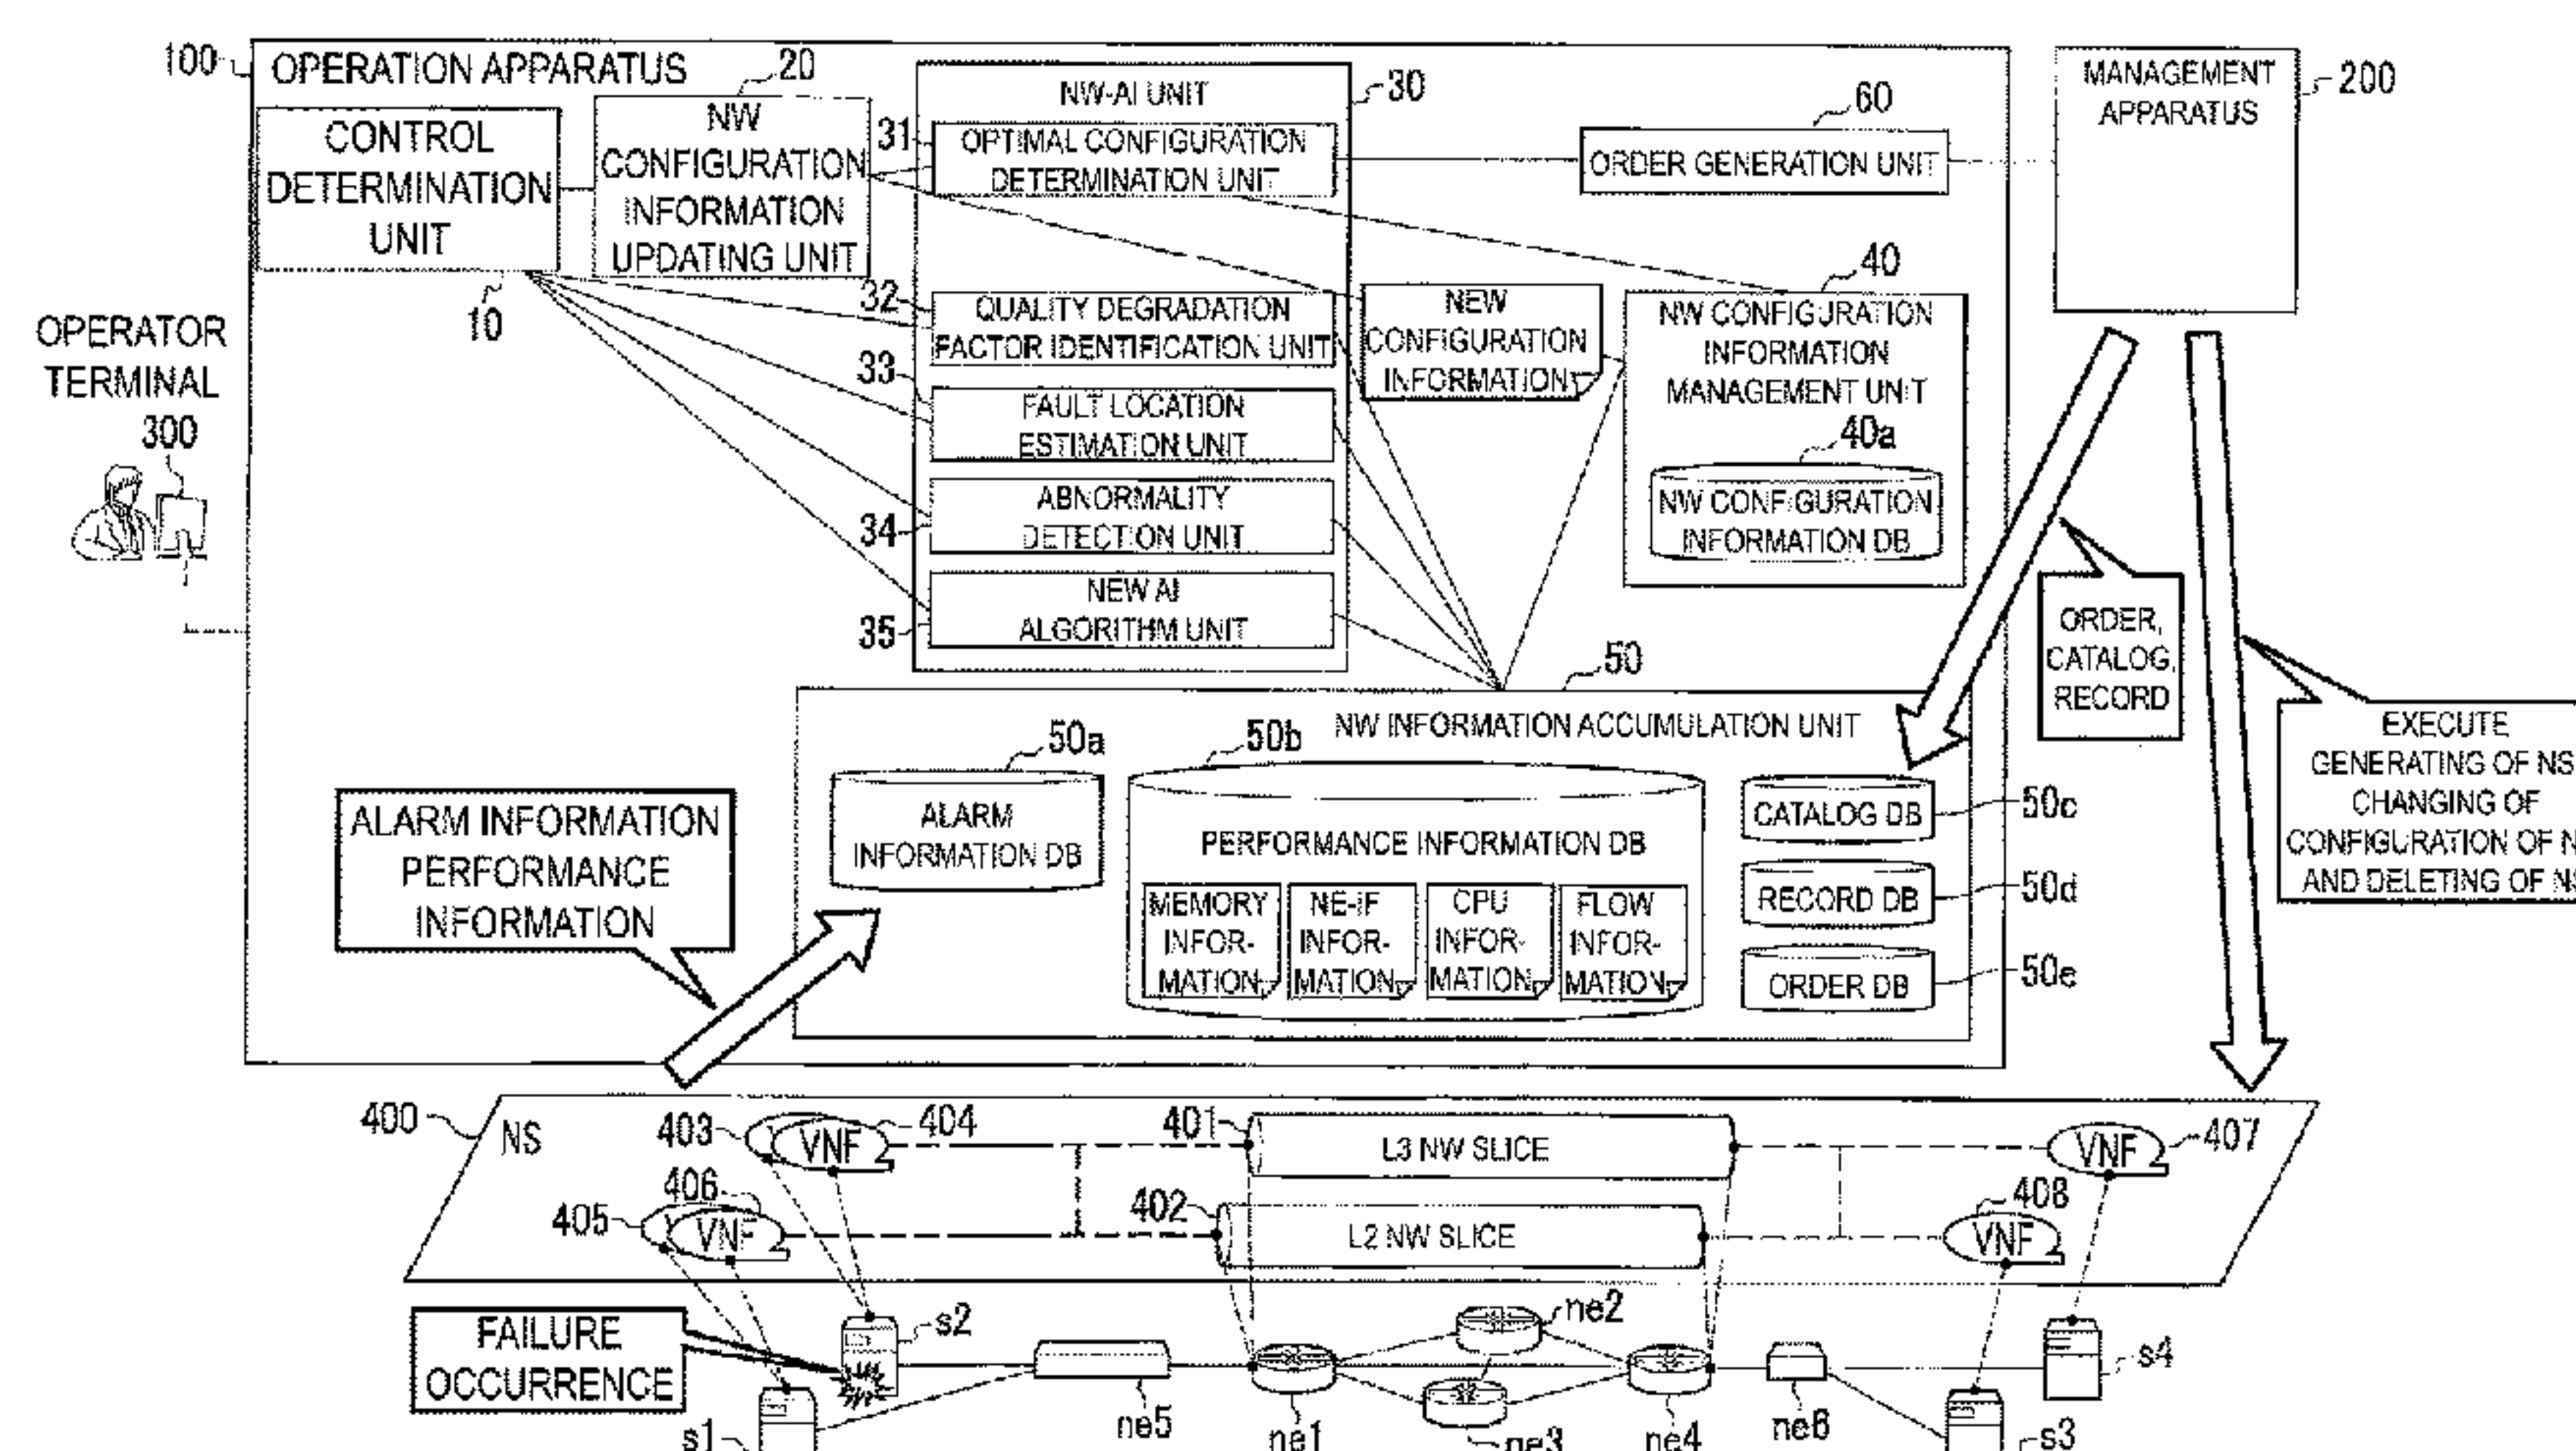 100
OPERATION APPARATUS
CONTROL
DETERMINATION
UNIT
10
20
NW
CONFIGURATION
INFORMATION
UPDATING UNIT
NW-AI UNIT
30
31
OPTIMAL CONFIGURATION
DETERMINATION UNIT
32
QUALITY DEGRADATION
FACTOR IDENTIFICATION UNIT
33
FAULT LOCATION
ESTIMATION UNIT
34
ABNORMALITY
DETECTION UNIT
35
NEW AI
ALGORITHM UNIT
60
ORDER GENERATION UNIT
MANAGEMENT
APPARATUS
200
NEW
CONFIGURATION
INFORMATION
40
NW CONFIGURATION
INFORMATION
MANAGEMENT UNIT
40a
NW CONFIGURATION
INFORMATION DB
OPERATOR
TERMINAL
300
ORDER,
CATALOG,
RECORD
EXECUTE
GENERATING OF NS
CHANGING OF
CONFIGURATION OF
AND DELETING OF
50
NW INFORMATION ACCUMULATION UNIT
50a
ALARM
INFORMATION DB
50b
PERFORMANCE INFORMATION DB
MEMORY
INFOR-
MATION
NE-IF
INFOR-
MATION
CPU
INFOR-
MATION
FLOW
INFOR-
MATION
CATALOG DB
50c
RECORD DB
50d
ORDER DB
50e
ALARM INFORMATION
PERFORMANCE
INFORMATION
400
NS
403
VNF
404
401
L3 NW SLICE
VNF
407
405
406
VNF
402
L2 NW SLICE
408
VNF
FAILURE
OCCURRENCE
s2
s1
ne5
ne1
ne2
ne3
ne4
ne6
s4
s3